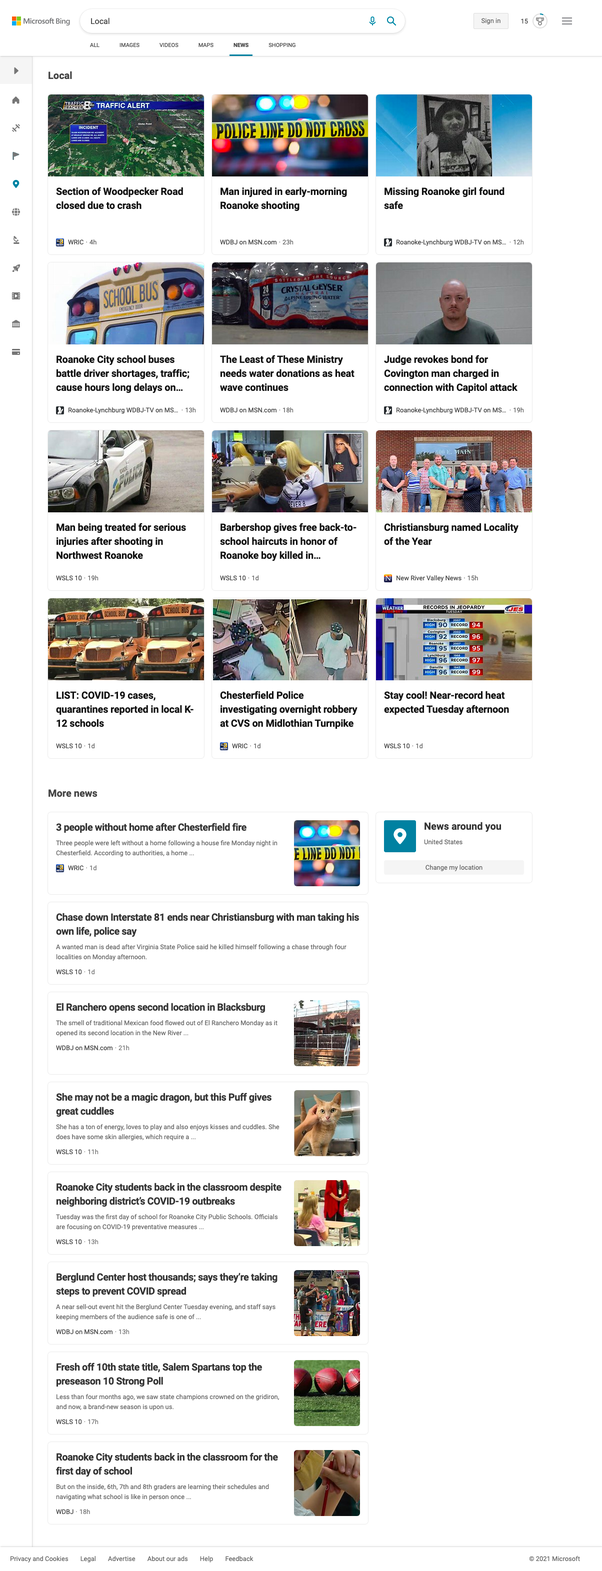 Microsoft Bing
Local
Sign in
15
ALL
IMAGES
VIDEOS
MAPS
NEWS
SHOPPING
Local
TRAFFIC ALERT
INCIDENT
POLICE LINE DO NOT CROSS
Section of Woodpecker Road
closed due to crash
WRIC · 4h
Man injured in early-morning
Roanoke shooting
WDBJ on MSN.com · 23h
Missing Roanoke girl found
safe
Roanoke-Lynchburg WDBJ-TV on MS... · 12h
SCHOOL BUS
CRYSTAL GEYSER
Roanoke City school buses
battle driver shortages, traffic;
cause hours long delays on...
Roanoke-Lynchburg WDBJ-TV on MS... · 13h
The Least of These Ministry
needs water donations as heat
wave continues
WDBJ on MSN.com · 18h
Judge revokes bond for
Covington man charged in
connection with Capitol attack
Roanoke-Lynchburg WDBJ-TV on MS... · 19h
Man being treated for serious
injuries after shooting in
Northwest Roanoke
WSLS 10 · 19h
Barbershop gives free back-to-
school haircuts in honor of
Roanoke boy killed in...
WSLS 10 · 1d
Christiansburg named Locality
of the Year
New River Valley News · 15h
SCHOOL BUS
SCHOOL BUS
WEATHER
RECORDS IN JEOPARDY
90 RECORD 94
92 RECORD 96
95 RECORD 95
96 RECORD 97
96 RECORD 99
LIST: COVID-19 cases,
quarantines reported in local K-
12 schools
WSLS 10 · 1d
Chesterfield Police
investigating overnight robbery
at CVS on Midlothian Turnpike
WRIC · 1d
Stay cool! Near-record heat
expected Tuesday afternoon
WSLS 10 · 1d
More news
3 people without home after Chesterfield fire
Three people were left without a home following a house fire Monday night in
Chesterfield. According to authorities, a home ...
WRIC · 1d
E LINE DO NOT
News around you
United States
Change my location
Chase down Interstate 81 ends near Christiansburg with man taking his
own life, police say
A wanted man is dead after Virginia State Police said he killed himself following a chase through four
localities on Monday afternoon.
WSLS 10 · 1d
El Ranchero opens second location in Blacksburg
The smell of traditional Mexican food flowed out of El Ranchero Monday as it
opened its second location in the New River ...
WDBJ on MSN.com · 21h
She may not be a magic dragon, but this Puff gives
great cuddles
She has a ton of energy, loves to play and also enjoys kisses and cuddles. She
does have some skin allergies, which require a ...
WSLS 10 · 11h
Roanoke City students back in the classroom despite
neighboring district's COVID-19 outbreaks
Tuesday was the first day of school for Roanoke City Public Schools. Officials
are focusing on COVID-19 preventative measures ...
WSLS 10 · 13h
Berglund Center host thousands; says they're taking
steps to prevent COVID spread
A near sell-out event hit the Berglund Center Tuesday evening, and staff says
keeping members of the audience safe is one of ...
WDBJ on MSN.com · 13h
Fresh off 10th state title, Salem Spartans top the
preseason 10 Strong Poll
Less than four months ago, we saw state champions crowned on the gridiron,
and now, a brand-new season is upon us.
WSLS 10 · 17h
Roanoke City students back in the classroom for the
first day of school
But on the inside, 6th, 7th and 8th graders are learning their schedules and
navigating what school is like in person once ...
WDBJ · 18h
Privacy and Cookies
Legal
Advertise
About our ads
Help
Feedback
© 2021 Microsoft